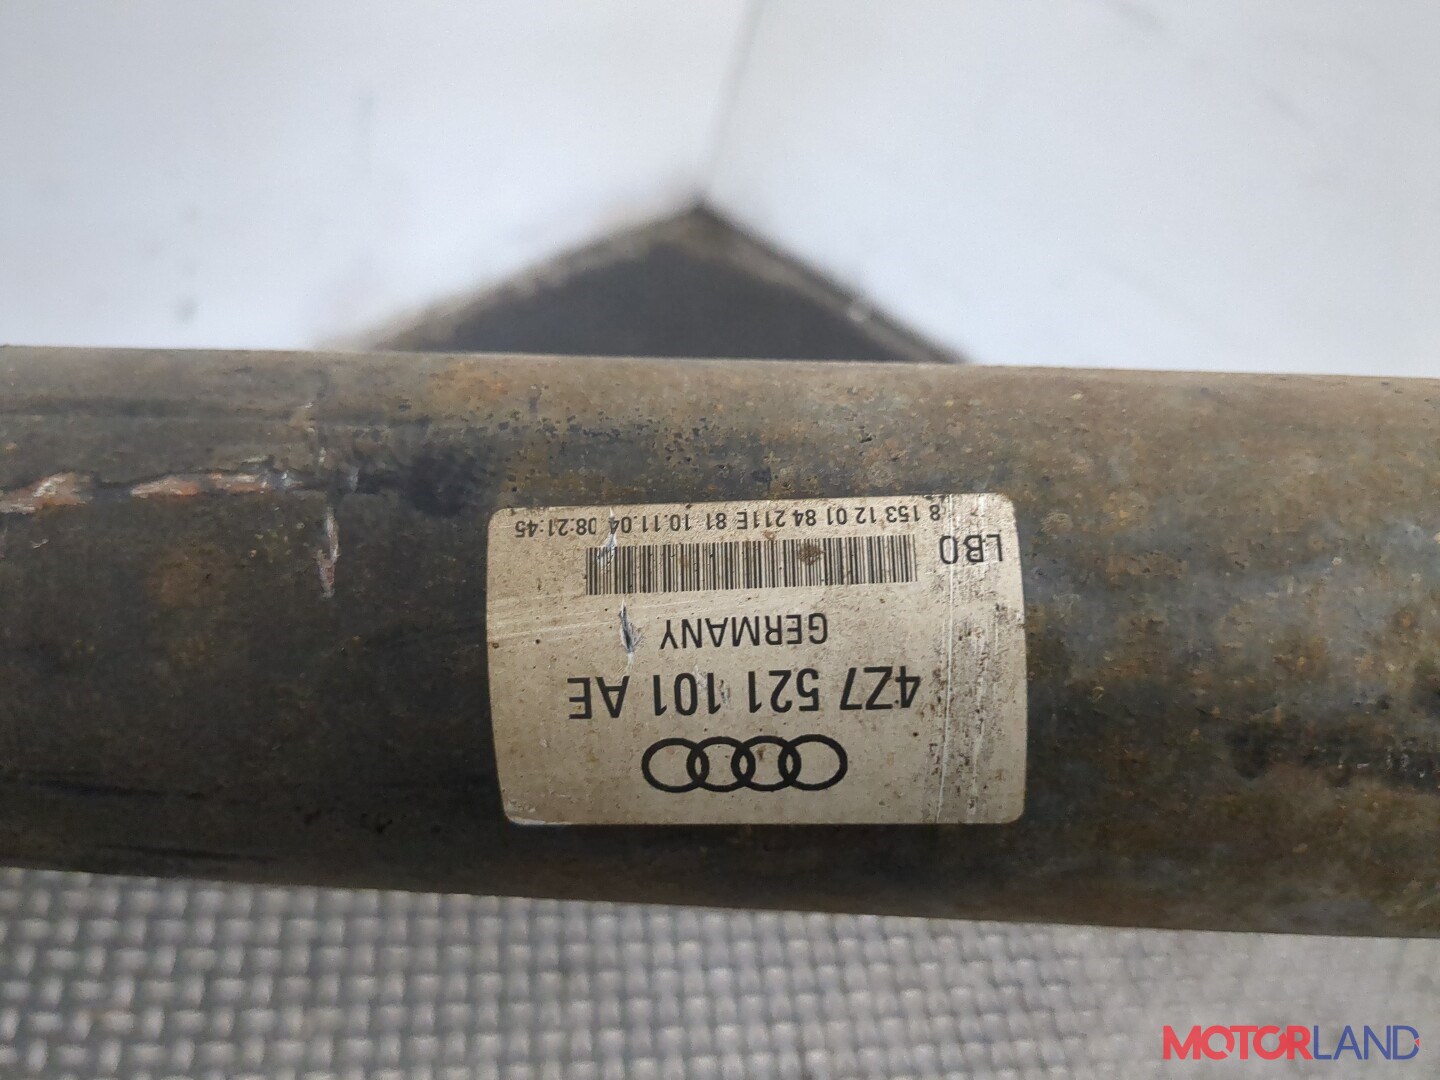 4Z7 521 101 AE
GERMANY
LB0
8 153 12 01 84 211E 81 10.11.04 08:21:45
MOTORLAND